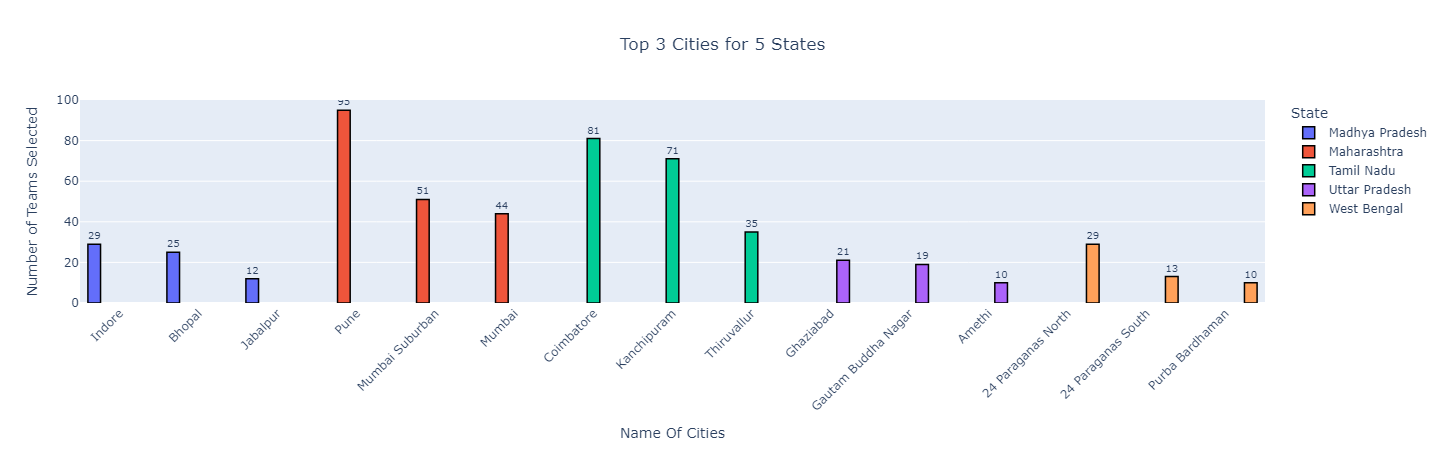 Top 3 Cities for 5 States
Number of Teams Selected
100
80
60
40
20
0
29
25
12
95
51
44
81
71
35
21
19
10
29
13
10
Indore
Bhopal
Jabalpur
Pune
Mumbai Suburban
Mumbai
Coimbatore
Kanchipuram
Thiruvallur
Ghaziabad
Gautam Buddha Nagar
Amethi
24 Paraganas North
24 Paraganas South
Purba Bardhaman
Name Of Cities
State
Madhya Pradesh
Maharashtra
Tamil Nadu
Uttar Pradesh
West Bengal